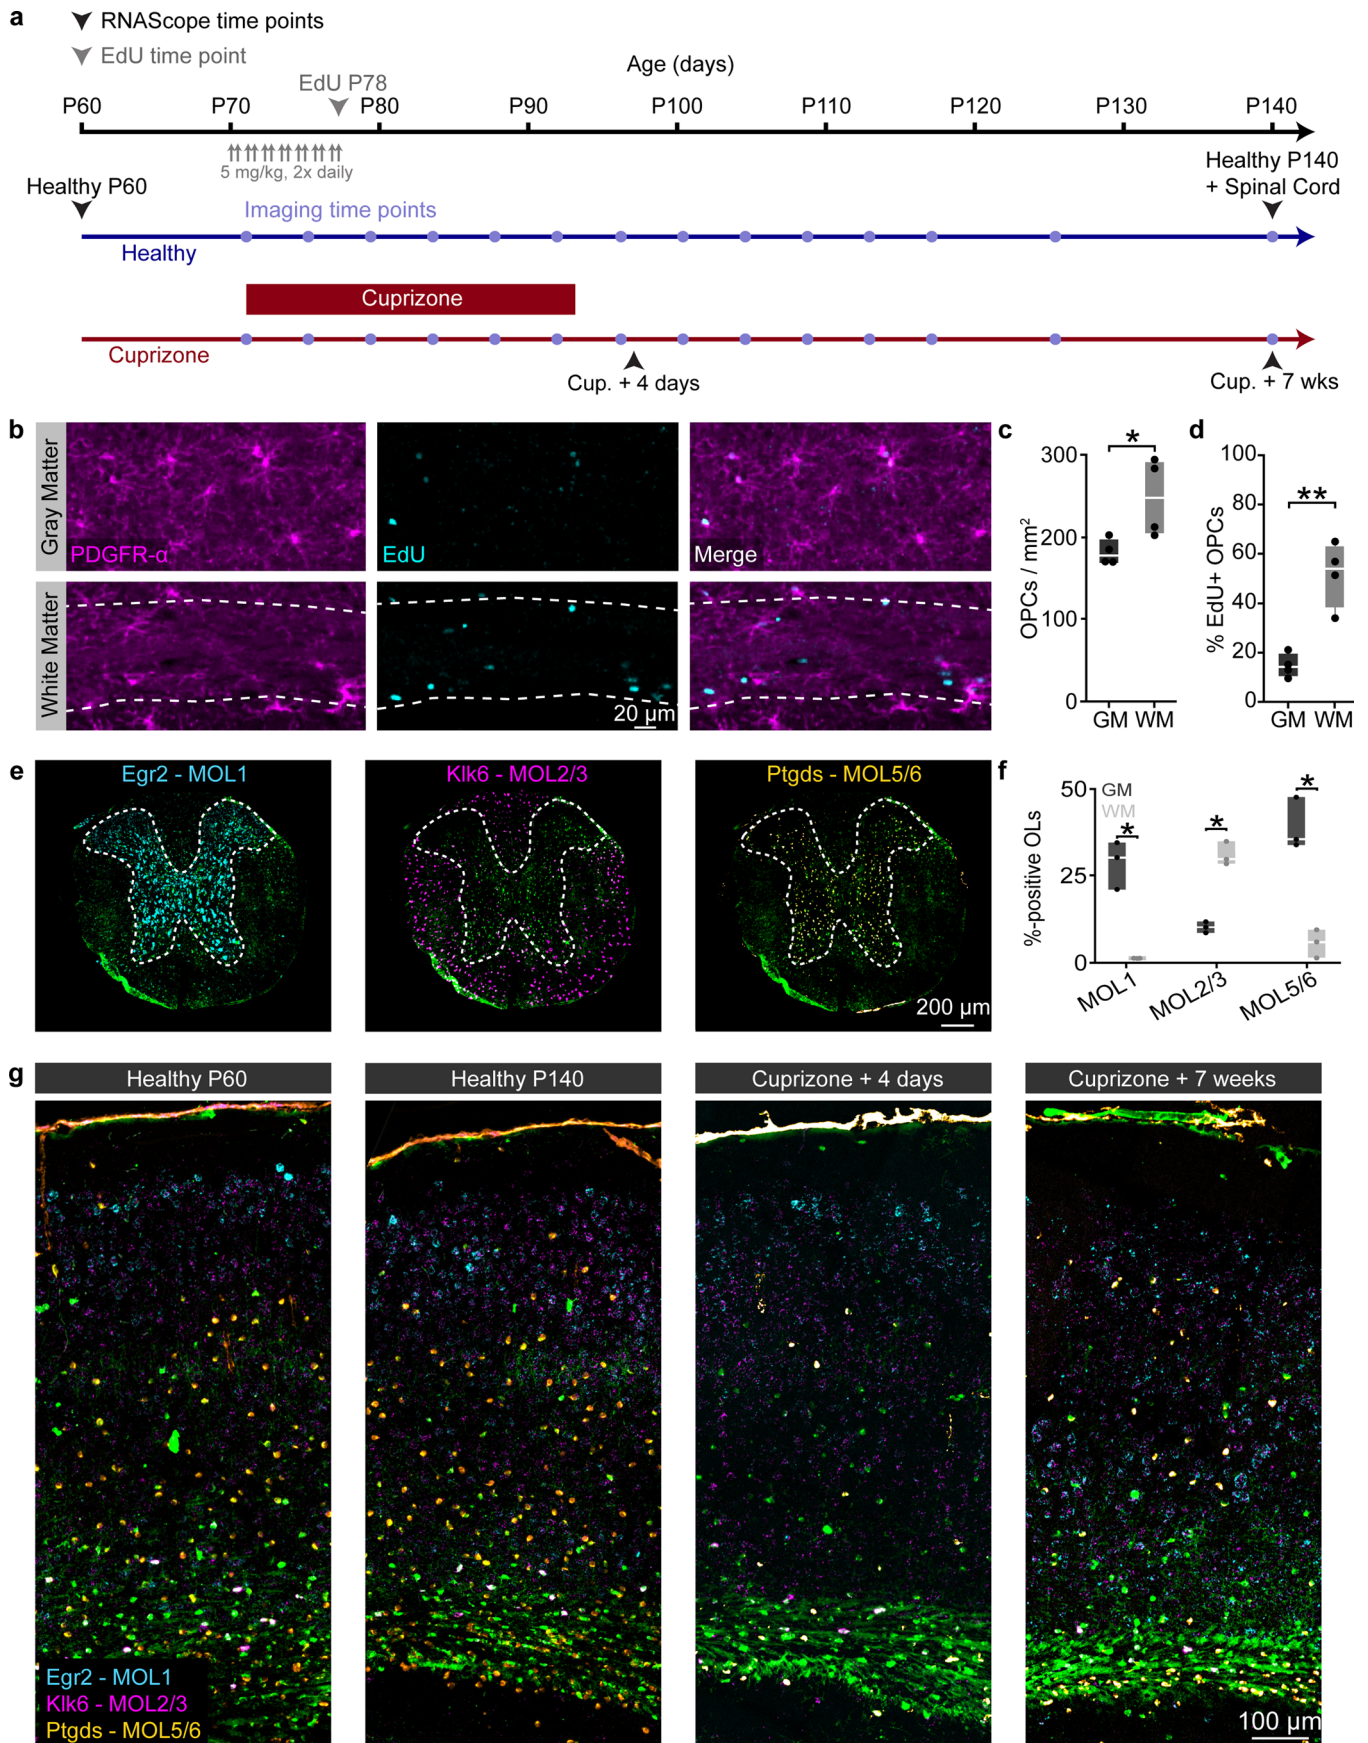 a
RNAScope time points
EdU time point
Age (days)
EdU P78
P60 P70 P80 P90 P100 P110 P120 P130 P140
5 mg/kg, 2x daily
Healthy P60
Healthy P140
+ Spinal Cord
Imaging time points
Healthy
Cuprizone
Cuprizone
Cup. + 4 days
Cup. + 7 wks
b
Gray Matter
PDGFR-α
EdU
Merge
White Matter
20 µm
c
OPCs / mm²
300
200
100
0
*
GM WM
d
% EdU+ OPCs
100
80
60
40
20
0
**
GM WM
e
Egr2 - MOL1
Klk6 - MOL2/3
Ptgds - MOL5/6
200 µm
f
%-positive OLs
50
25
0
GM
WM
*
*
*
MOL1
MOL2/3
MOL5/6
g
Healthy P60
Healthy P140
Cuprizone + 4 days
Cuprizone + 7 weeks
Egr2 - MOL1
Klk6 - MOL2/3
Ptgds - MOL5/6
100 µm